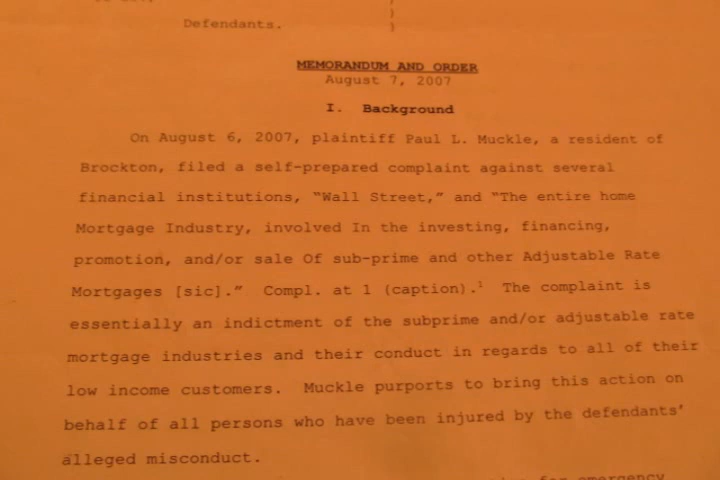 Defendants. )
)
MEMORANDUM AND ORDER
August 7, 2007
I. Background
On August 6, 2007, plaintiff Paul L. Muckle, a resident of
Brockton, filed a self-prepared complaint against several
financial institutions, “Wall Street,” and “The entire home
Mortgage Industry, involved In the investing, financing,
promotion, and/or sale Of sub-prime and other Adjustable Rate
Mortgages [sic].” Compl. at 1 (caption).¹ The complaint is
essentially an indictment of the subprime and/or adjustable rate
mortgage industries and their conduct in regards to all of their
low income customers. Muckle purports to bring this action on
behalf of all persons who have been injured by the defendants’
alleged misconduct.
for emergency